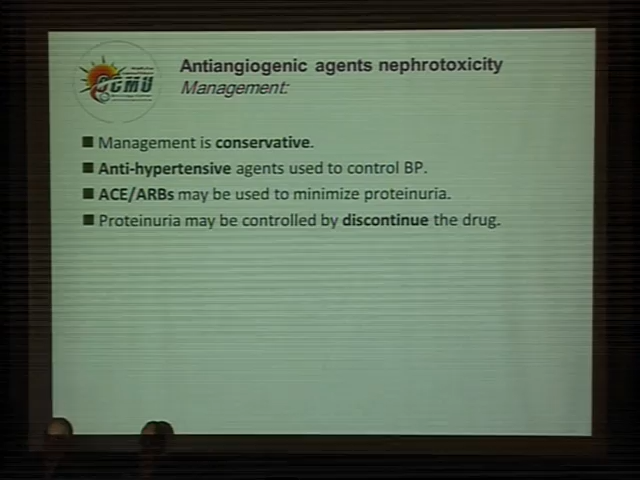 Antiangiogenic agents nephrotoxicity
Management:
Management is conservative.
Anti-hypertensive agents used to control BP.
ACE/ARBs may be used to minimize proteinuria.
Proteinuria may be controlled by discontinue the drug.